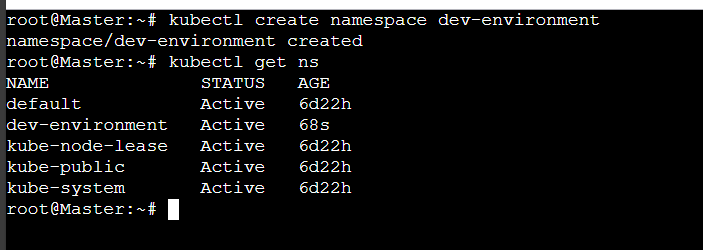 root@Master:~# kubectl create namespace dev-environment
namespace/dev-environment created
root@Master:~# kubectl get ns
NAME              STATUS   AGE
default           Active   6d22h
dev-environment   Active   68s
kube-node-lease   Active   6d22h
kube-public       Active   6d22h
kube-system       Active   6d22h
root@Master:~#